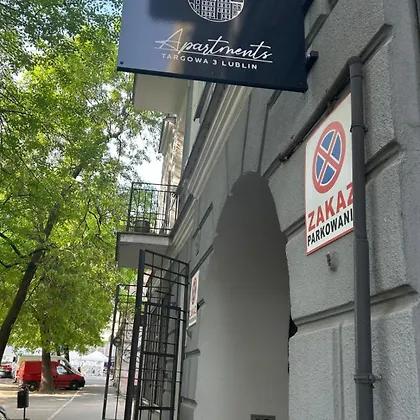 Apartments
TARGOWA 3 LUBLIN
ZAKAZ
PARKOWANI